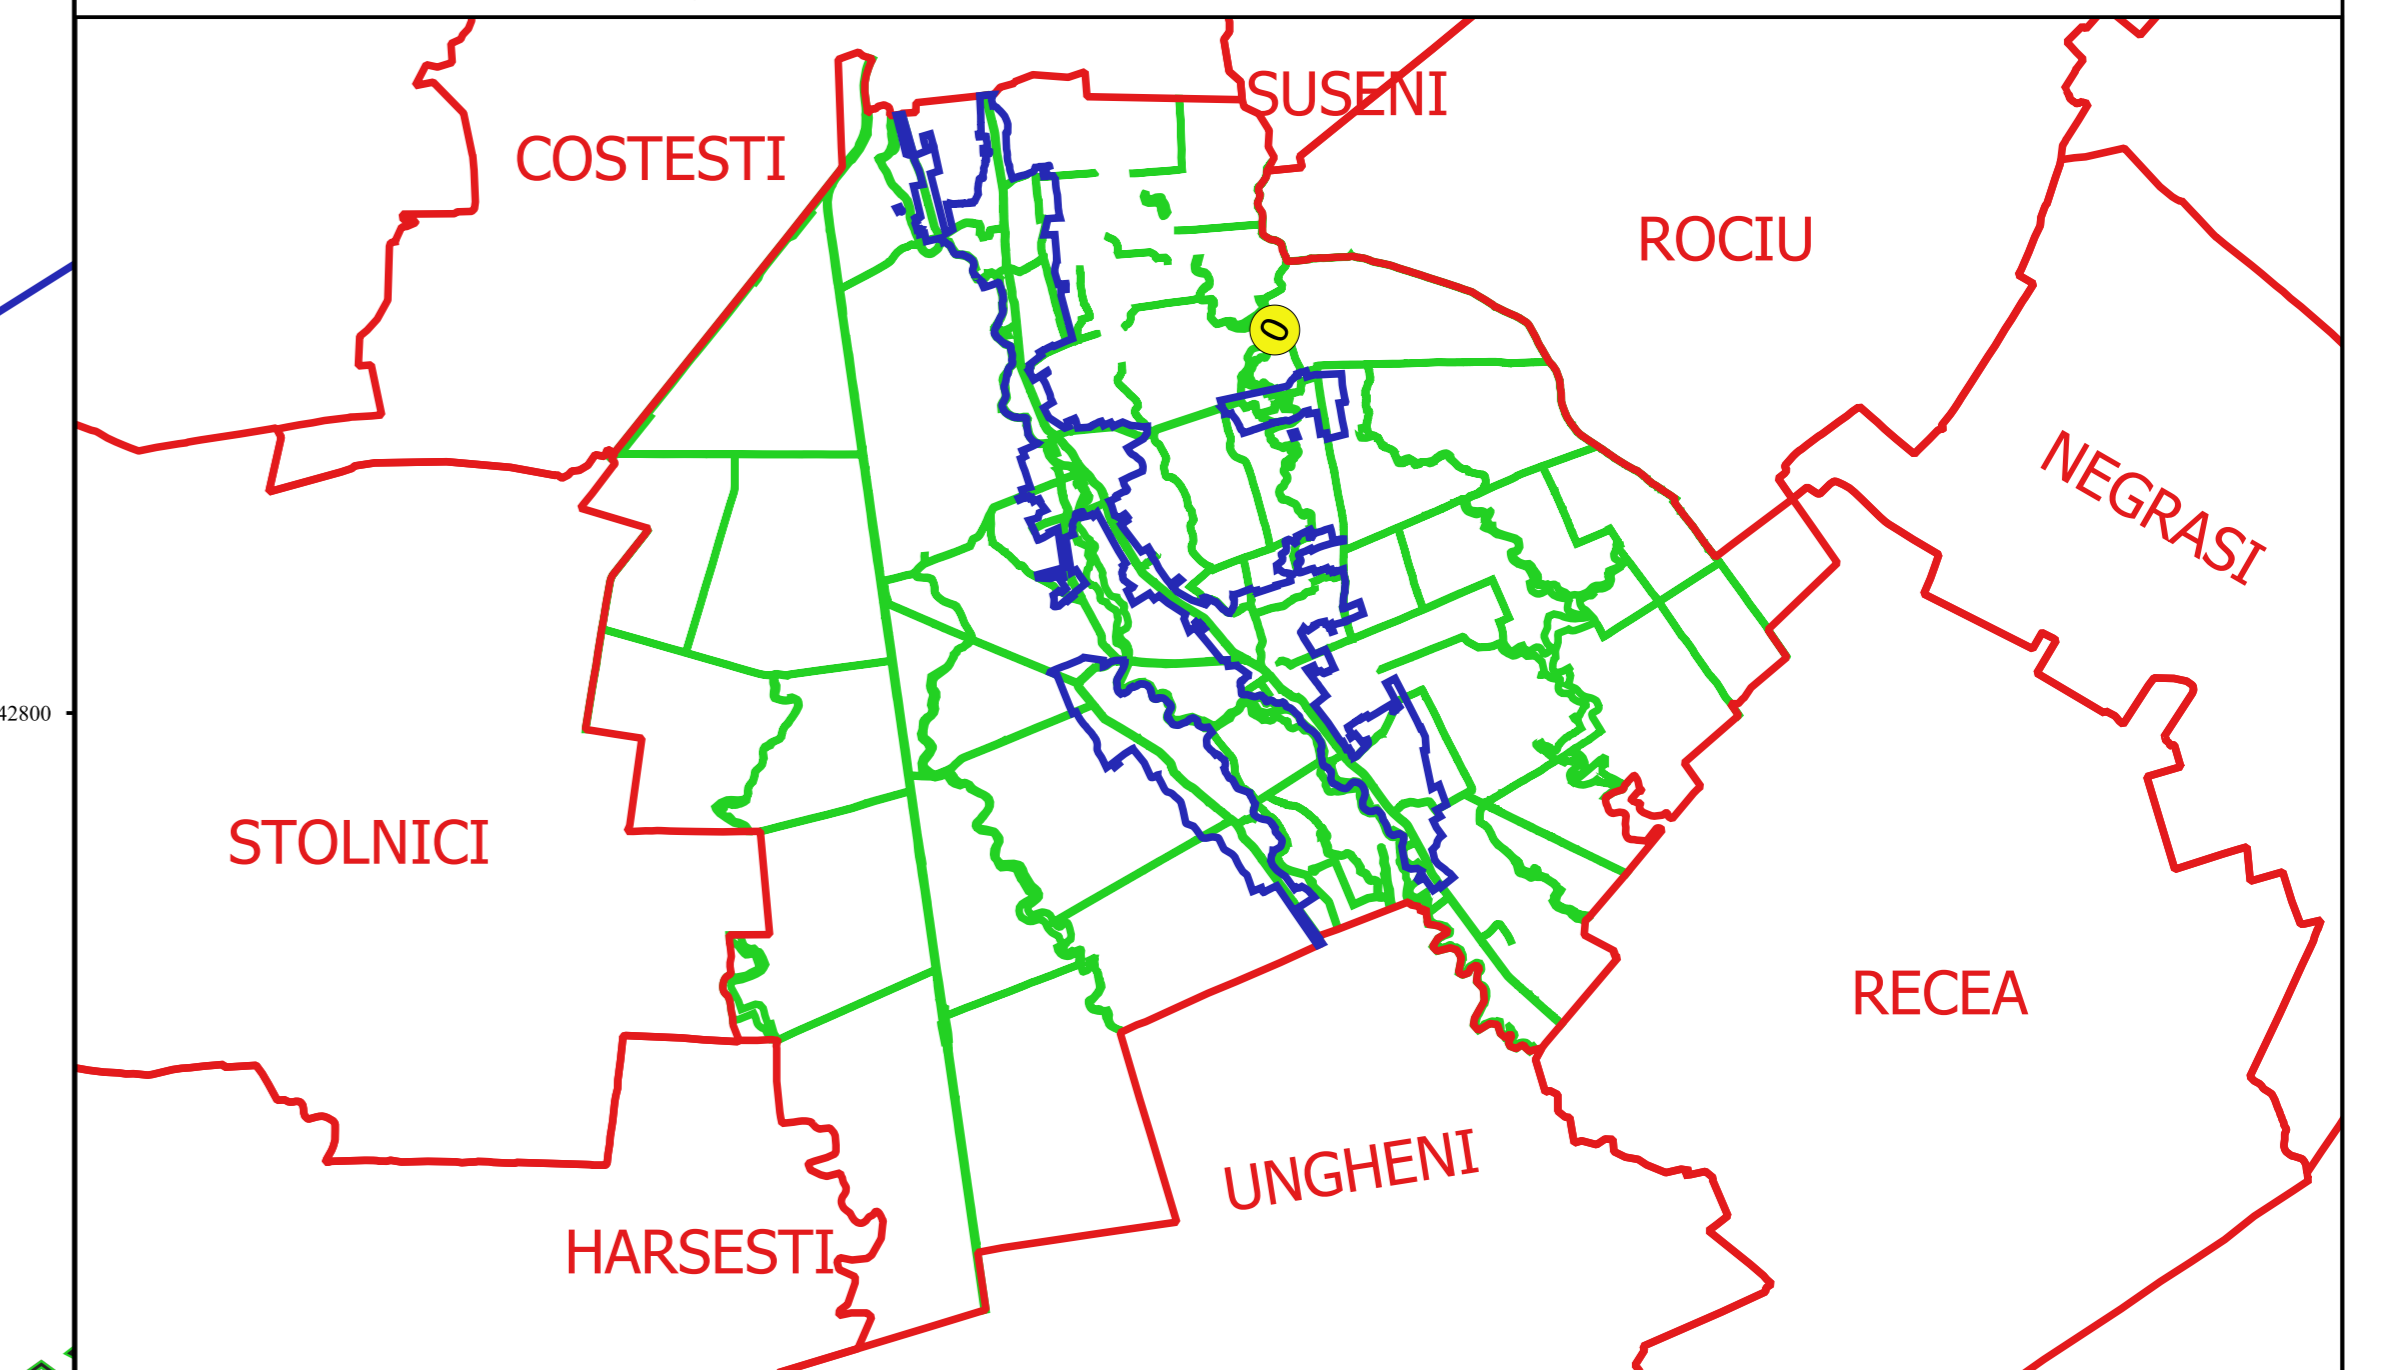 SUSENI
COSTESTI
ROCIU
0
NEGRASI
42800
STOLNICI
RECEA
UNGHENI
HARSESTI